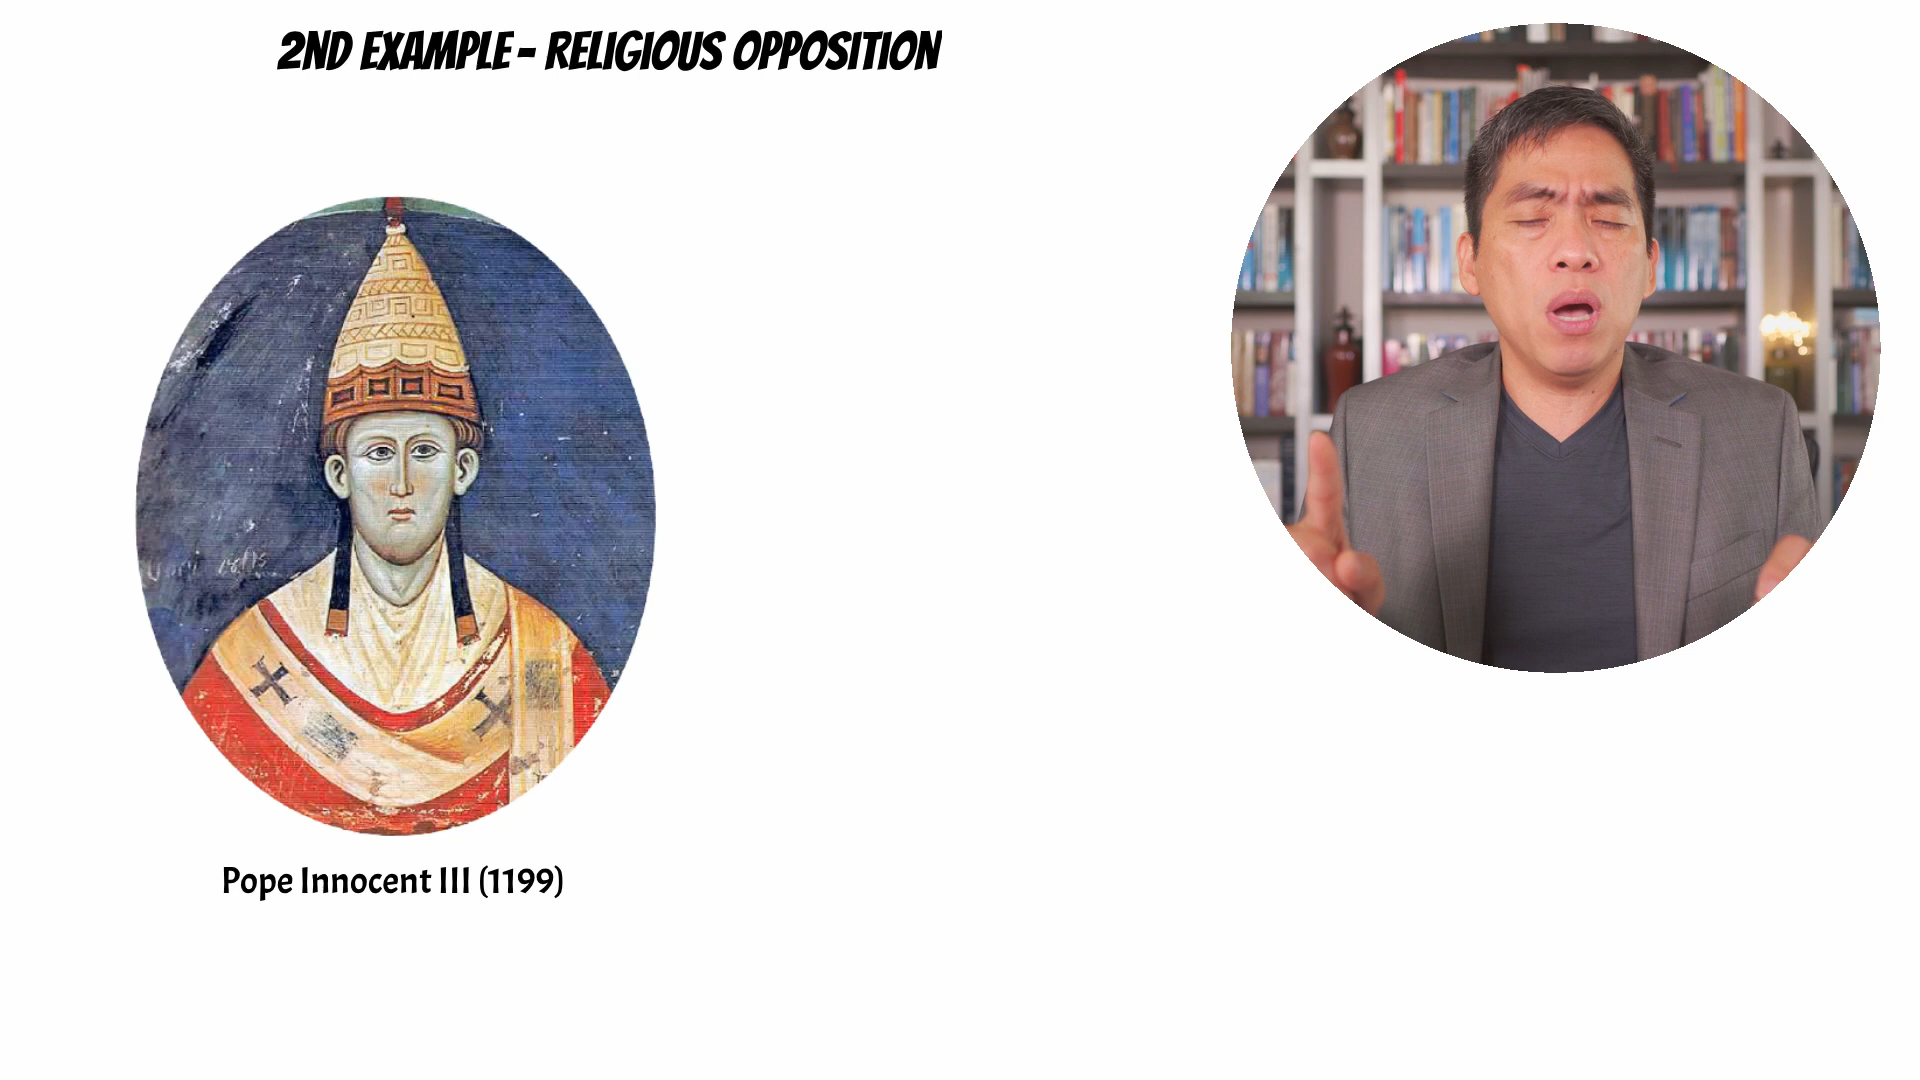 2ND EXAMPLE - RELIGIOUS OPPOSITION
Pope Innocent III (1199)